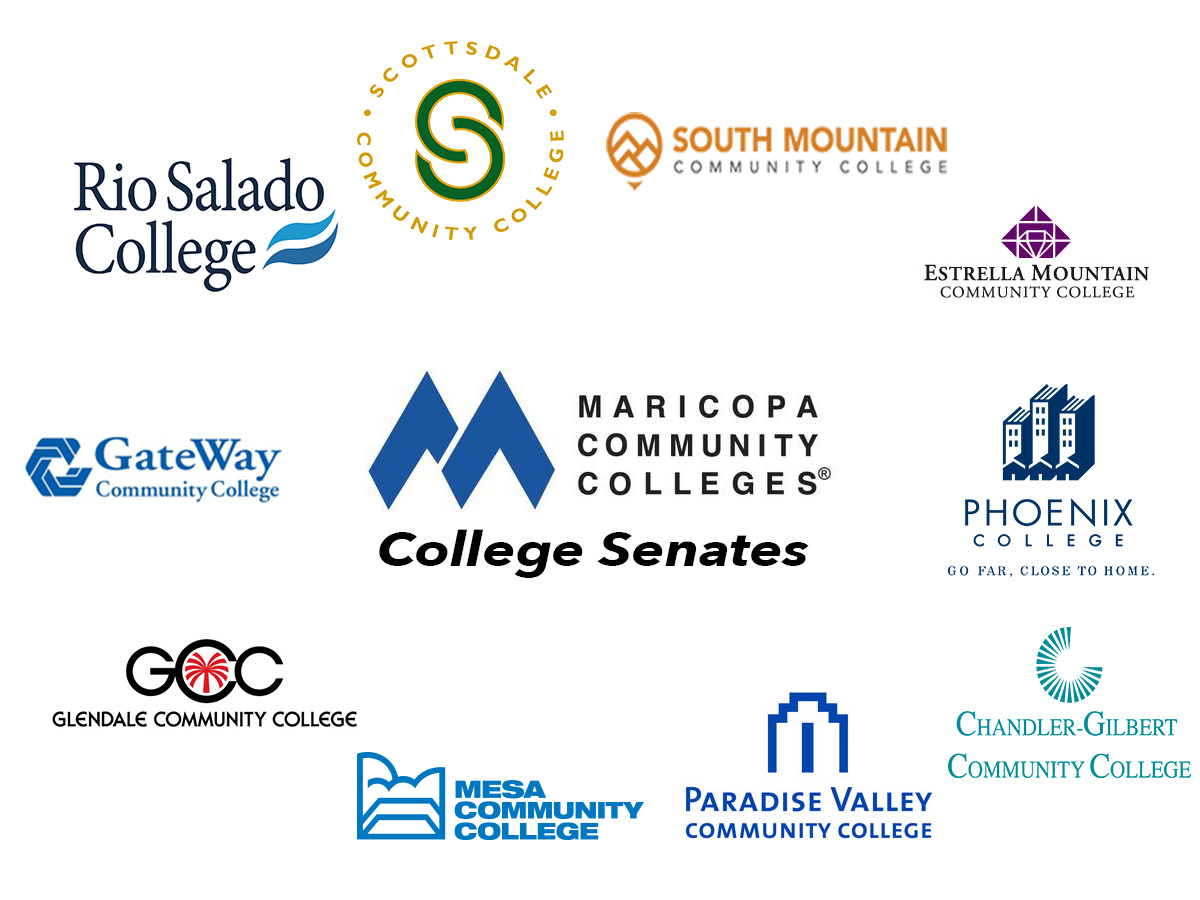 SCOTTSDALE
COMMUNITY COLLEGE
SOUTH MOUNTAIN
COMMUNITY COLLEGE
Rio Salado
College
ESTRELLA MOUNTAIN
COMMUNITY COLLEGE
MARICOPA
COMMUNITY
COLLEGES®
College Senates
GateWay
Community College
PHOENIX
COLLEGE
GO FAR, CLOSE TO HOME.
GCC
GLENDALE COMMUNITY COLLEGE
CHANDLER-GILBERT
COMMUNITY COLLEGE
MESA
COMMUNITY
COLLEGE
PARADISE VALLEY
COMMUNITY COLLEGE